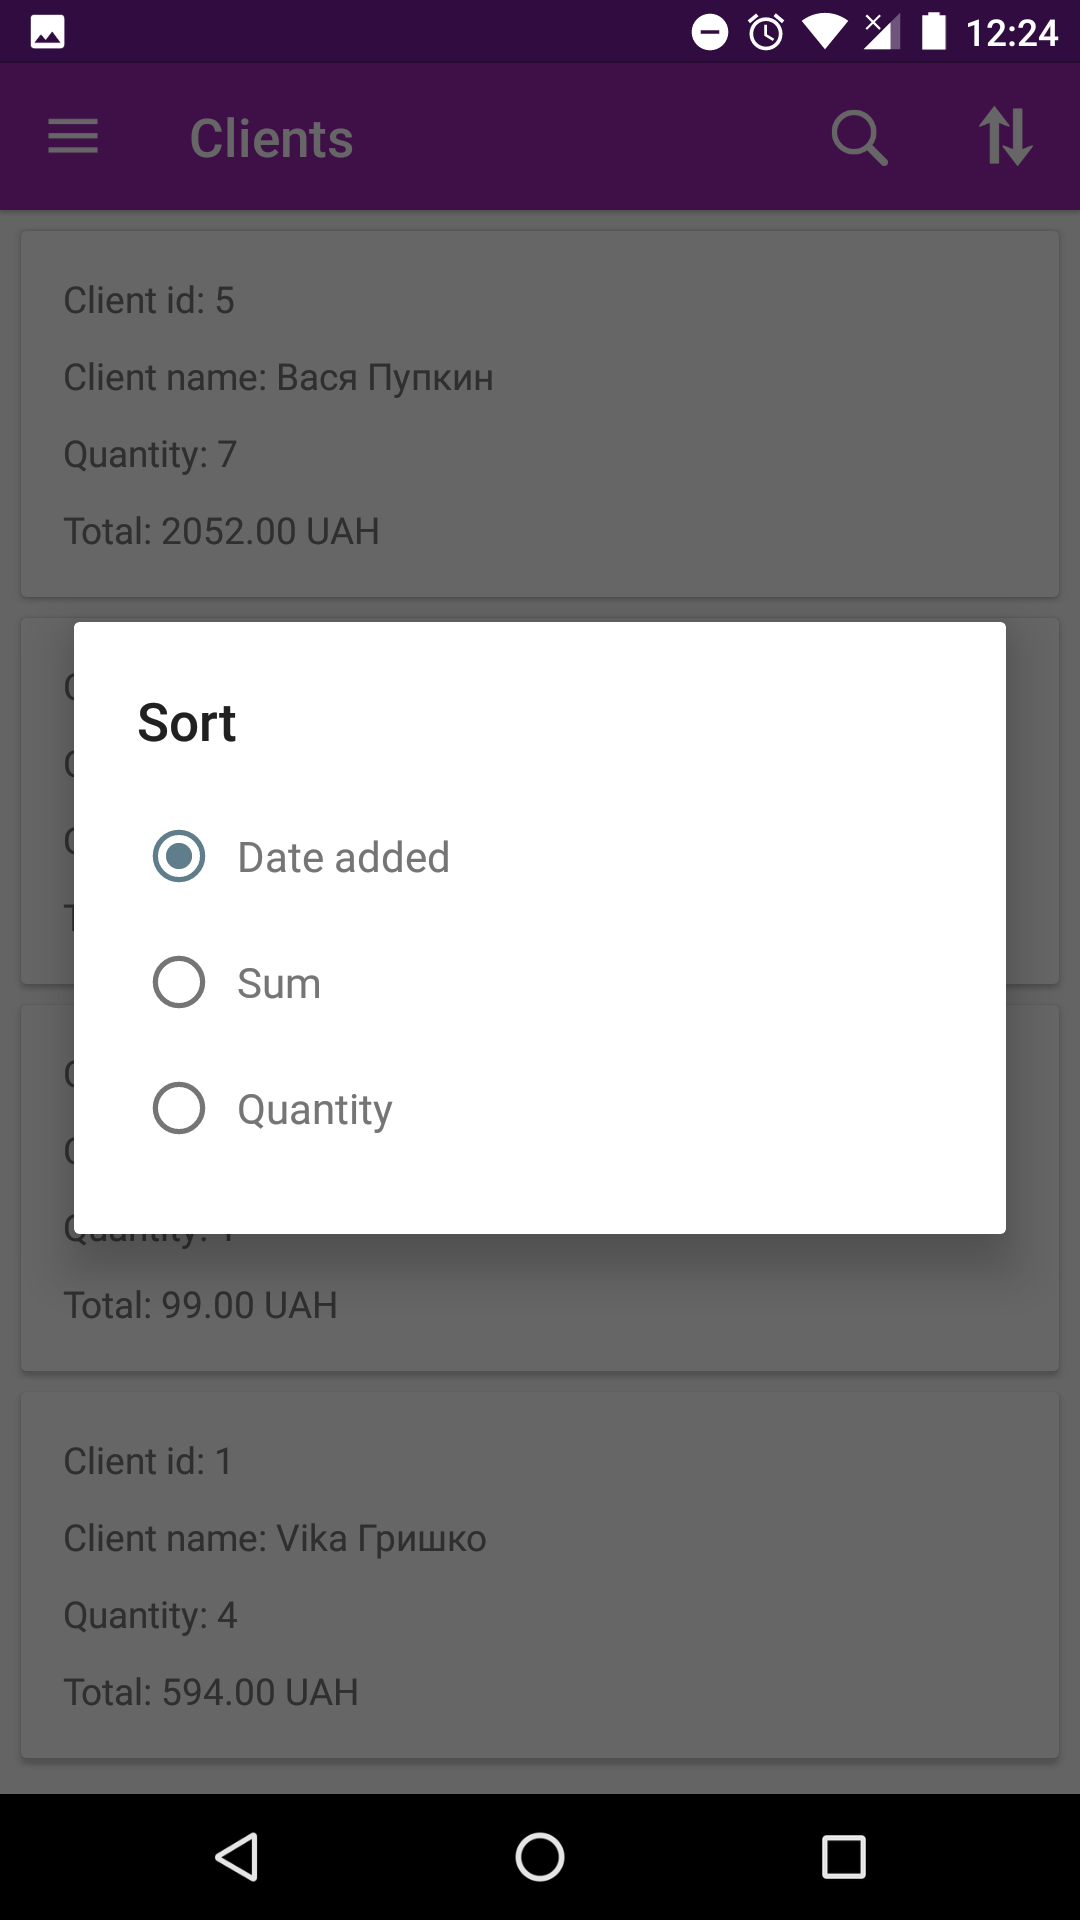 12:24
Clients
Client id: 5
Client name: Вася Пупкин
Quantity: 7
Total: 2052.00 UAH
Sort
Date added
Sum
Quantity
Total: 99.00 UAH
Client id: 1
Client name: Vika Гришко
Quantity: 4
Total: 594.00 UAH